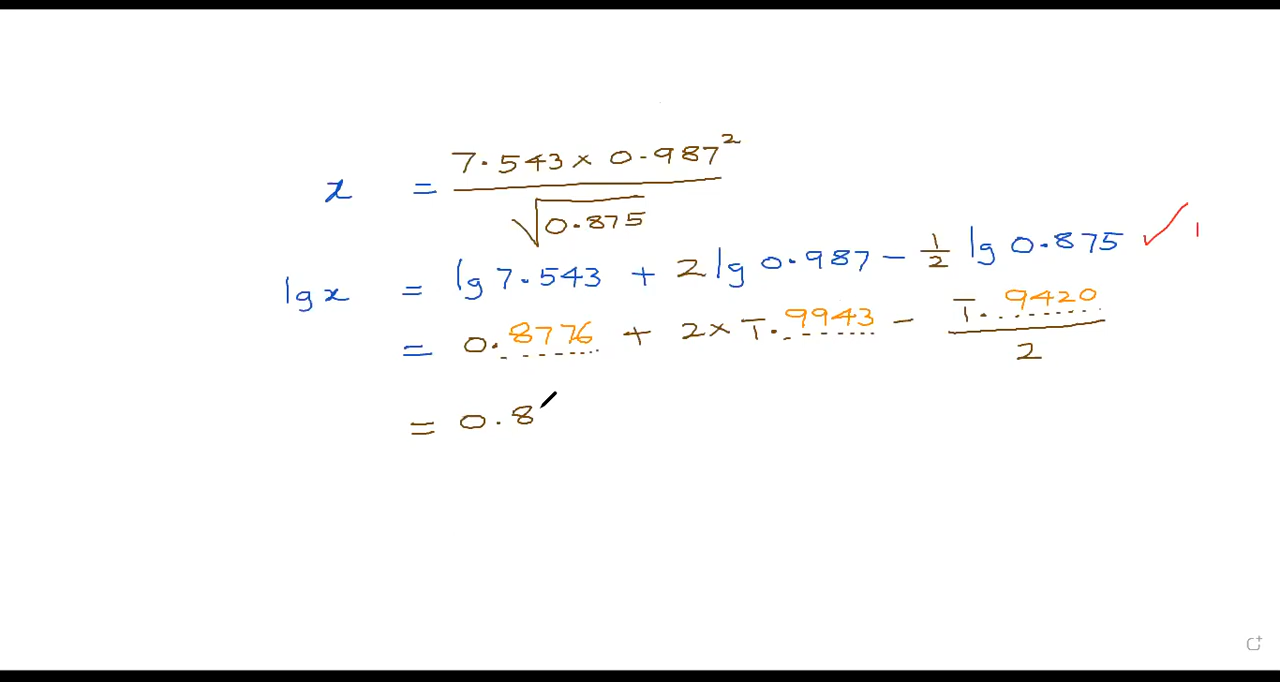 x = 7.543 × 0.987²
√0.875
lg x = lg 7.543 + 2 lg 0.987 − 1/2 lg 0.875 ✓ 1
= 0.8776 + 2 × 1̅.9943 − 1̅.9420
2
= 0.8